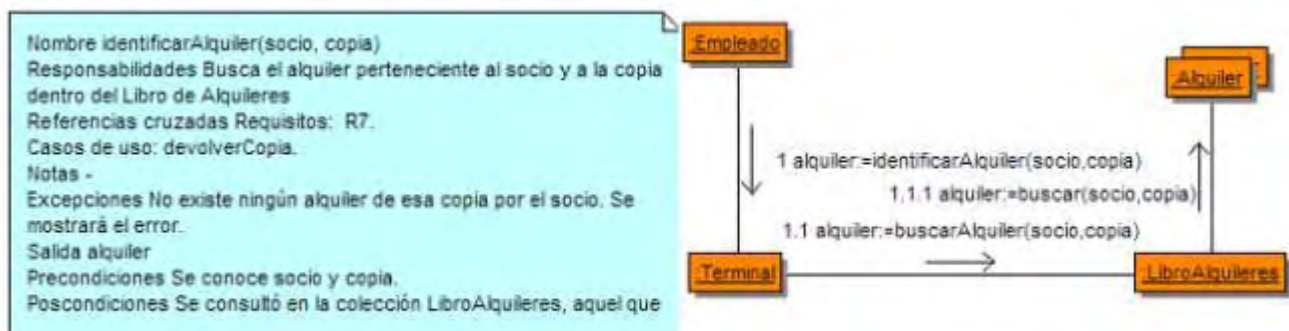 Nombre identificarAlquiler(socio, copia)
Responsabilidades Busca el alquiler perteneciente al socio y a la copia
dentro del Libro de Alquileres
Referencias cruzadas Requisitos: R7.
Casos de uso: devolverCopia.
Notas -
Excepciones No existe ningún alquiler de esa copia por el socio. Se
mostrará el error.
Salida alquiler
Precondiciones Se conoce socio y copia.
Poscondiciones Se consultó en la colección LibroAlquileres, aquel que
:Empleado
:Alquiler
1 alquiler:=identificarAlquiler(socio,copia)
1.1.1 alquiler:=buscar(socio,copia)
1.1 alquiler:=buscarAlquiler(socio,copia)
:Terminal
:LibroAlquileres